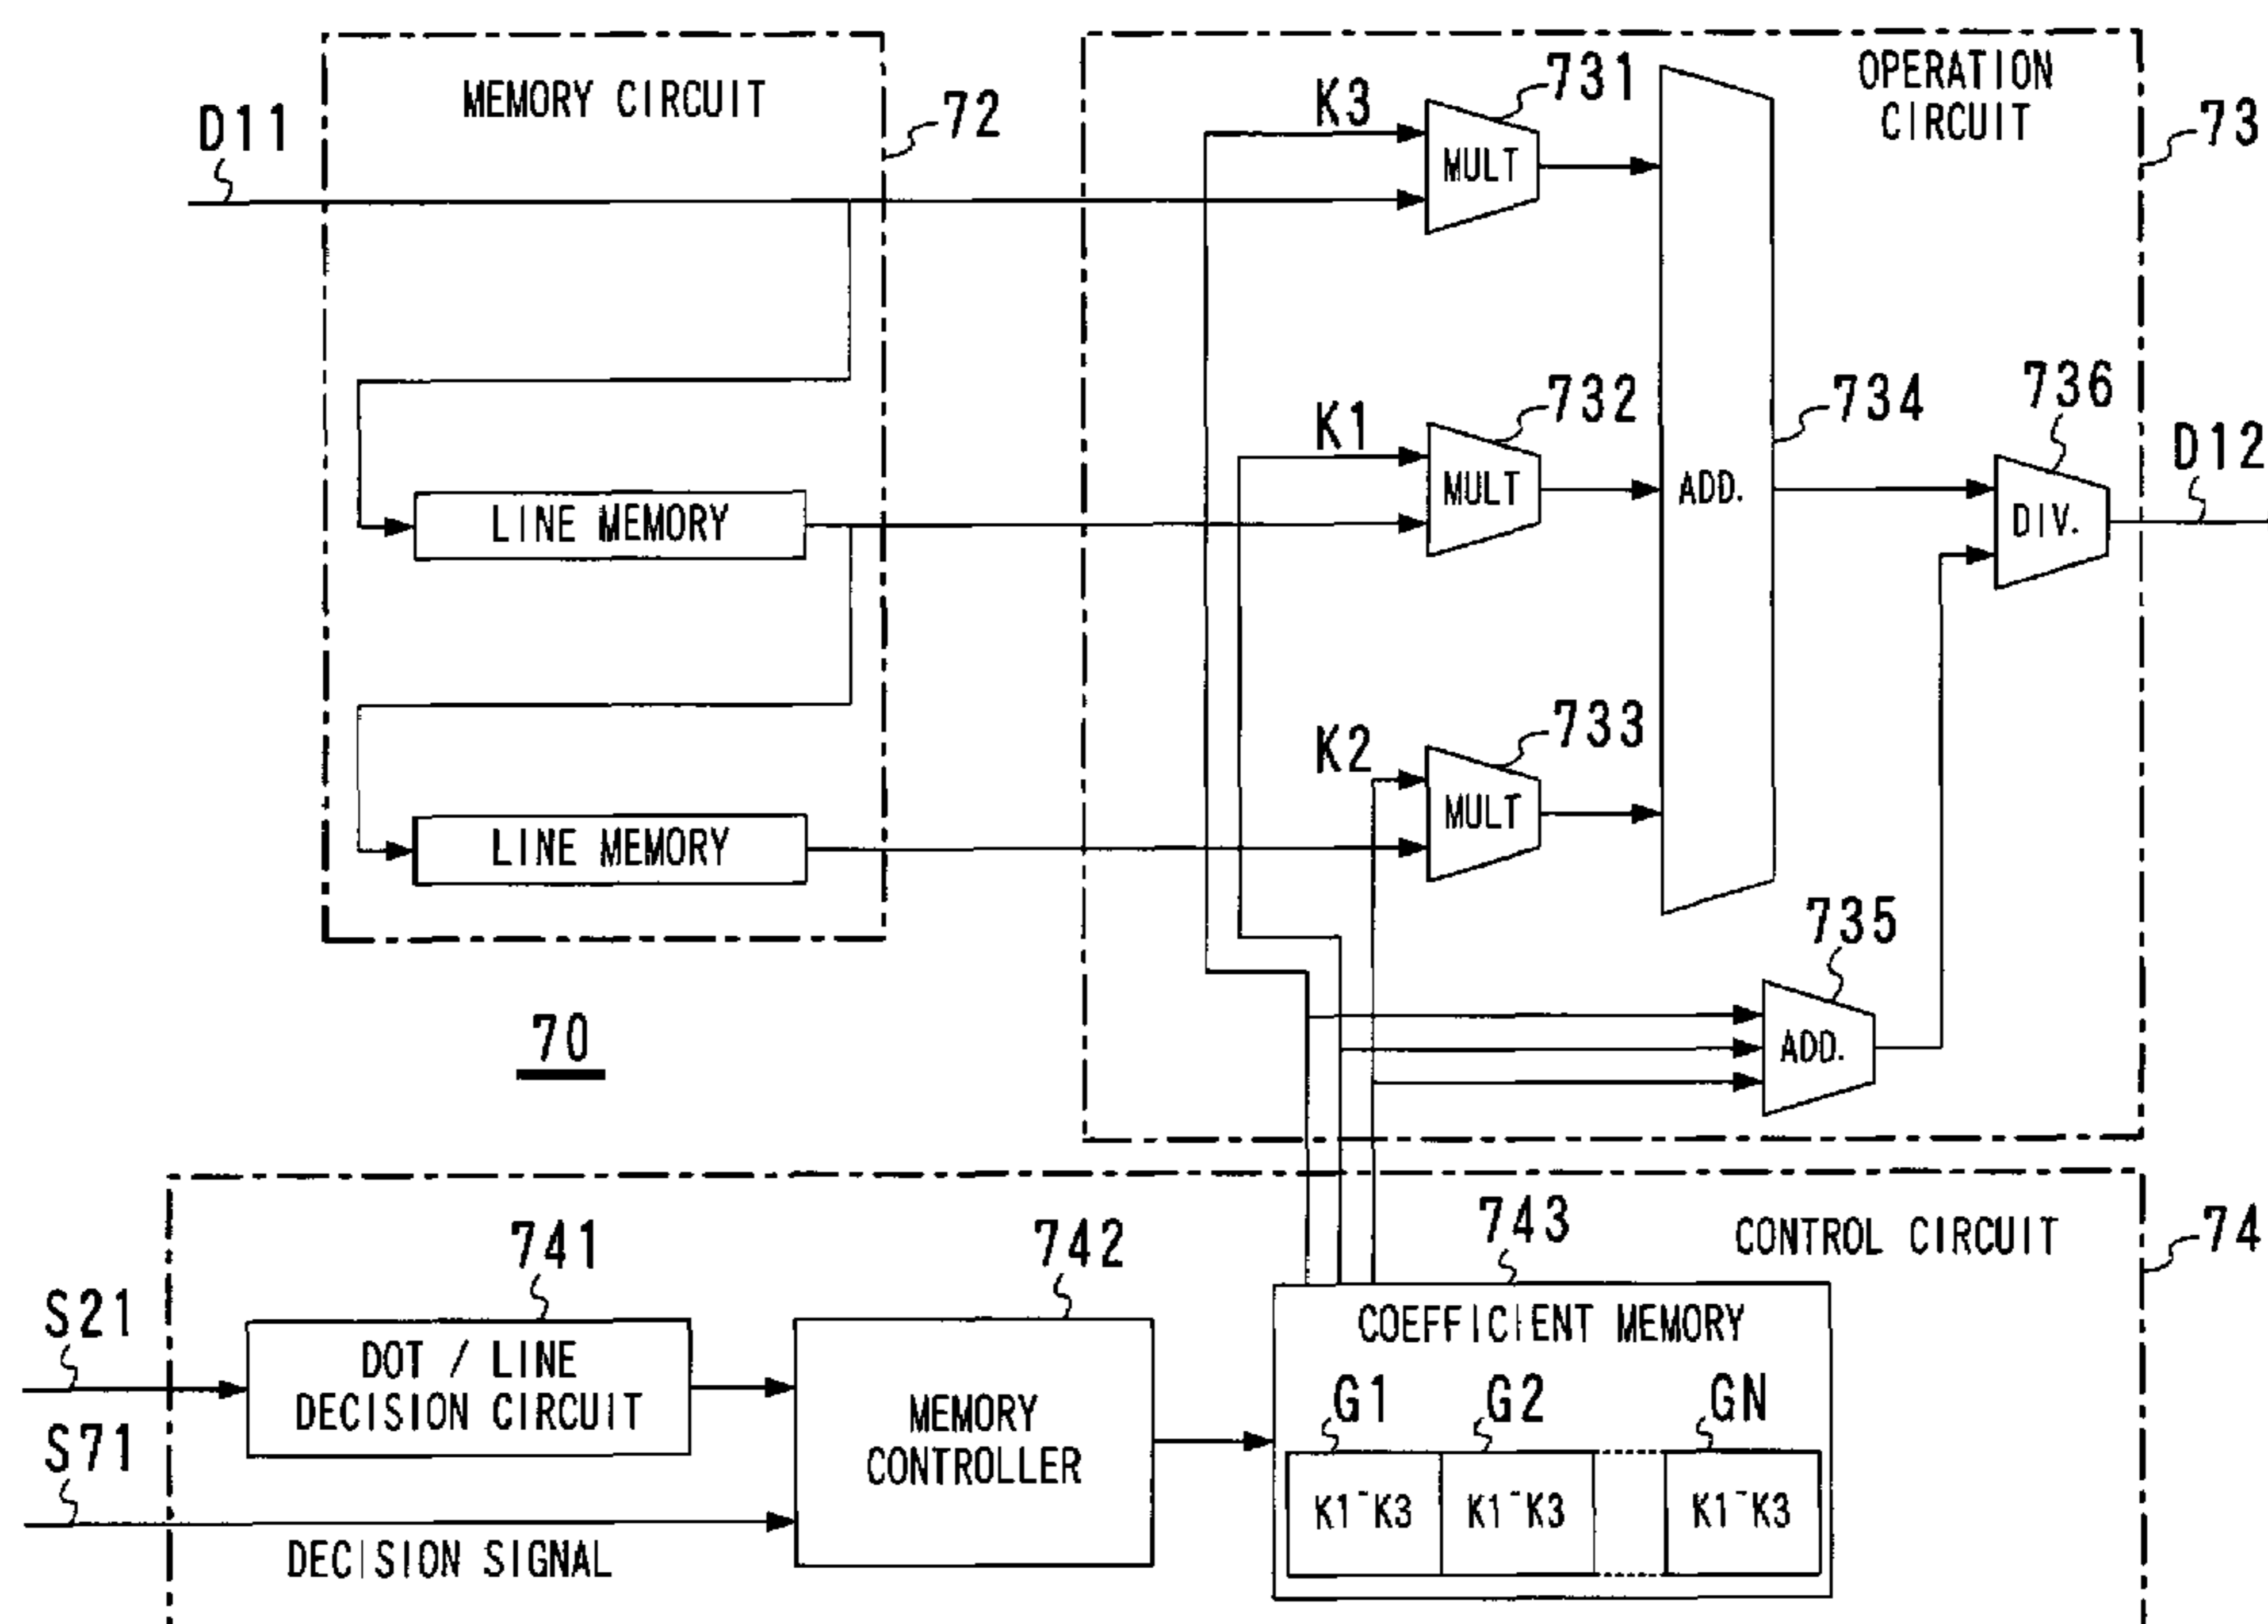 MEMORY CIRCUIT
72
D11
K3
731
MULT
OPERATION
CIRCUIT
73
LINE MEMORY
K1
732
MULT
ADD.
734
736
DIV.
D12
LINE MEMORY
K2
733
MULT
735
ADD.
70
S21
741
DOT / LINE
DECISION CIRCUIT
S71
DECISION SIGNAL
742
MEMORY
CONTROLLER
743
COEFFICIENT MEMORY
G1
G2
GN
K1~K3
K1~K3
K1~K3
CONTROL CIRCUIT
74